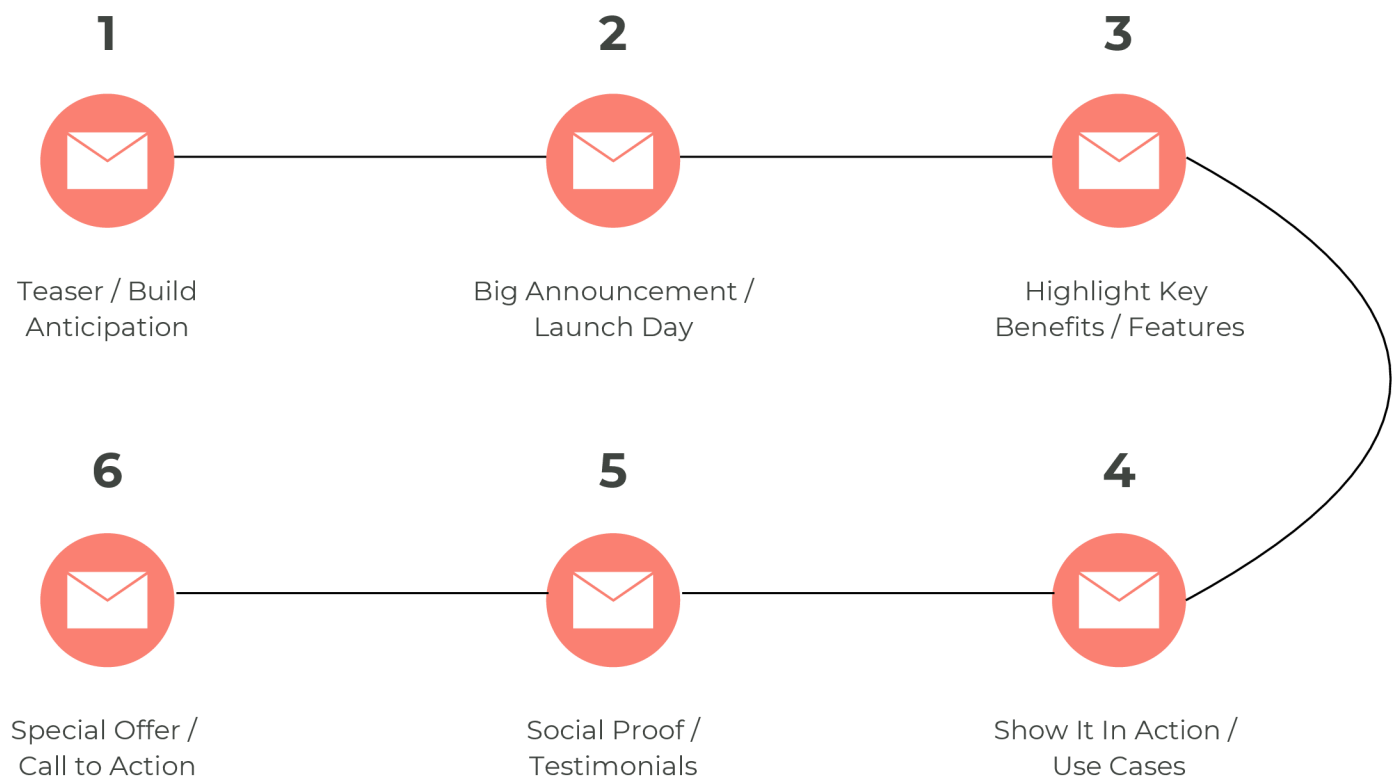 1
2
3
Teaser / Build
Anticipation
Big Announcement /
Launch Day
Highlight Key
Benefits / Features
6
5
4
Special Offer /
Call to Action
Social Proof /
Testimonials
Show It In Action /
Use Cases